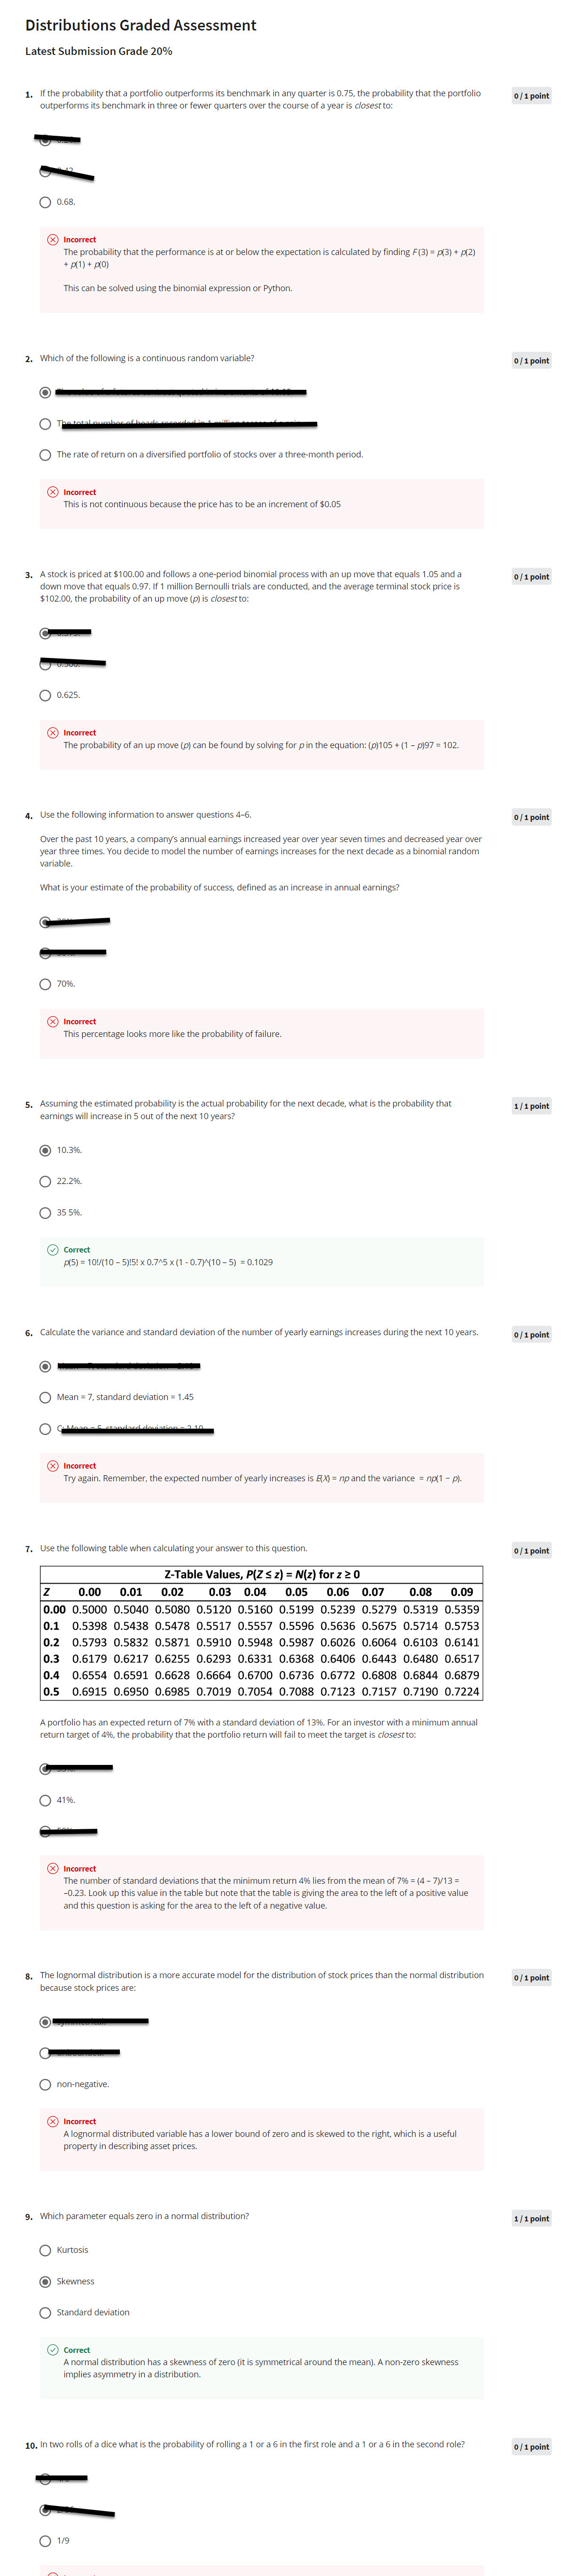 Distributions Graded Assessment
Latest Submission Grade 20%
1. If the probability that a portfolio outperforms its benchmark in any quarter is 0.75, the probability that the portfolio
outperforms its benchmark in three or fewer quarters over the course of a year is closest to:
0 / 1 point
0.68.
Incorrect
The probability that the performance is at or below the expectation is calculated by finding F(3) = p(3) + p(2)
+ p(1) + p(0)
This can be solved using the binomial expression or Python.
2. Which of the following is a continuous random variable?
0 / 1 point
The total number of heads recorded in 1 million tosses of a coin.
The rate of return on a diversified portfolio of stocks over a three-month period.
Incorrect
This is not continuous because the price has to be an increment of $0.05
3. A stock is priced at $100.00 and follows a one-period binomial process with an up move that equals 1.05 and a
down move that equals 0.97. If 1 million Bernoulli trials are conducted, and the average terminal stock price is
$102.00, the probability of an up move (p) is closest to:
0 / 1 point
0.625.
Incorrect
The probability of an up move (p) can be found by solving for p in the equation: (p)105 + (1 – p)97 = 102.
4. Use the following information to answer questions 4–6.
0 / 1 point
Over the past 10 years, a company's annual earnings increased year over year seven times and decreased year over
year three times. You decide to model the number of earnings increases for the next decade as a binomial random
variable.
What is your estimate of the probability of success, defined as an increase in annual earnings?
70%.
Incorrect
This percentage looks more like the probability of failure.
5. Assuming the estimated probability is the actual probability for the next decade, what is the probability that
earnings will increase in 5 out of the next 10 years?
1 / 1 point
10.3%.
22.2%.
35 5%.
Correct
p(5) = 10!/(10 – 5)!5! x 0.7^5 x (1 - 0.7)^(10 – 5) = 0.1029
6. Calculate the variance and standard deviation of the number of yearly earnings increases during the next 10 years.
0 / 1 point
Mean = 7, standard deviation = 1.45
Incorrect
Try again. Remember, the expected number of yearly increases is E(X) = np and the variance = np(1 − p).
7. Use the following table when calculating your answer to this question.
0 / 1 point
Z-Table Values, P(Z ≤ z) = N(z) for z ≥ 0
Z 0.00 0.01 0.02 0.03 0.04 0.05 0.06 0.07 0.08 0.09
0.00 0.5000 0.5040 0.5080 0.5120 0.5160 0.5199 0.5239 0.5279 0.5319 0.5359
0.1 0.5398 0.5438 0.5478 0.5517 0.5557 0.5596 0.5636 0.5675 0.5714 0.5753
0.2 0.5793 0.5832 0.5871 0.5910 0.5948 0.5987 0.6026 0.6064 0.6103 0.6141
0.3 0.6179 0.6217 0.6255 0.6293 0.6331 0.6368 0.6406 0.6443 0.6480 0.6517
0.4 0.6554 0.6591 0.6628 0.6664 0.6700 0.6736 0.6772 0.6808 0.6844 0.6879
0.5 0.6915 0.6950 0.6985 0.7019 0.7054 0.7088 0.7123 0.7157 0.7190 0.7224
A portfolio has an expected return of 7% with a standard deviation of 13%. For an investor with a minimum annual
return target of 4%, the probability that the portfolio return will fail to meet the target is closest to:
41%.
Incorrect
The number of standard deviations that the minimum return 4% lies from the mean of 7% = (4 – 7)/13 =
–0.23. Look up this value in the table but note that the table is giving the area to the left of a positive value
and this question is asking for the area to the left of a negative value.
8. The lognormal distribution is a more accurate model for the distribution of stock prices than the normal distribution
because stock prices are:
0 / 1 point
non-negative.
Incorrect
A lognormal distributed variable has a lower bound of zero and is skewed to the right, which is a useful
property in describing asset prices.
9. Which parameter equals zero in a normal distribution?
1 / 1 point
Kurtosis
Skewness
Standard deviation
Correct
A normal distribution has a skewness of zero (it is symmetrical around the mean). A non-zero skewness
implies asymmetry in a distribution.
10. In two rolls of a dice what is the probability of rolling a 1 or a 6 in the first role and a 1 or a 6 in the second role?
0 / 1 point
1/9